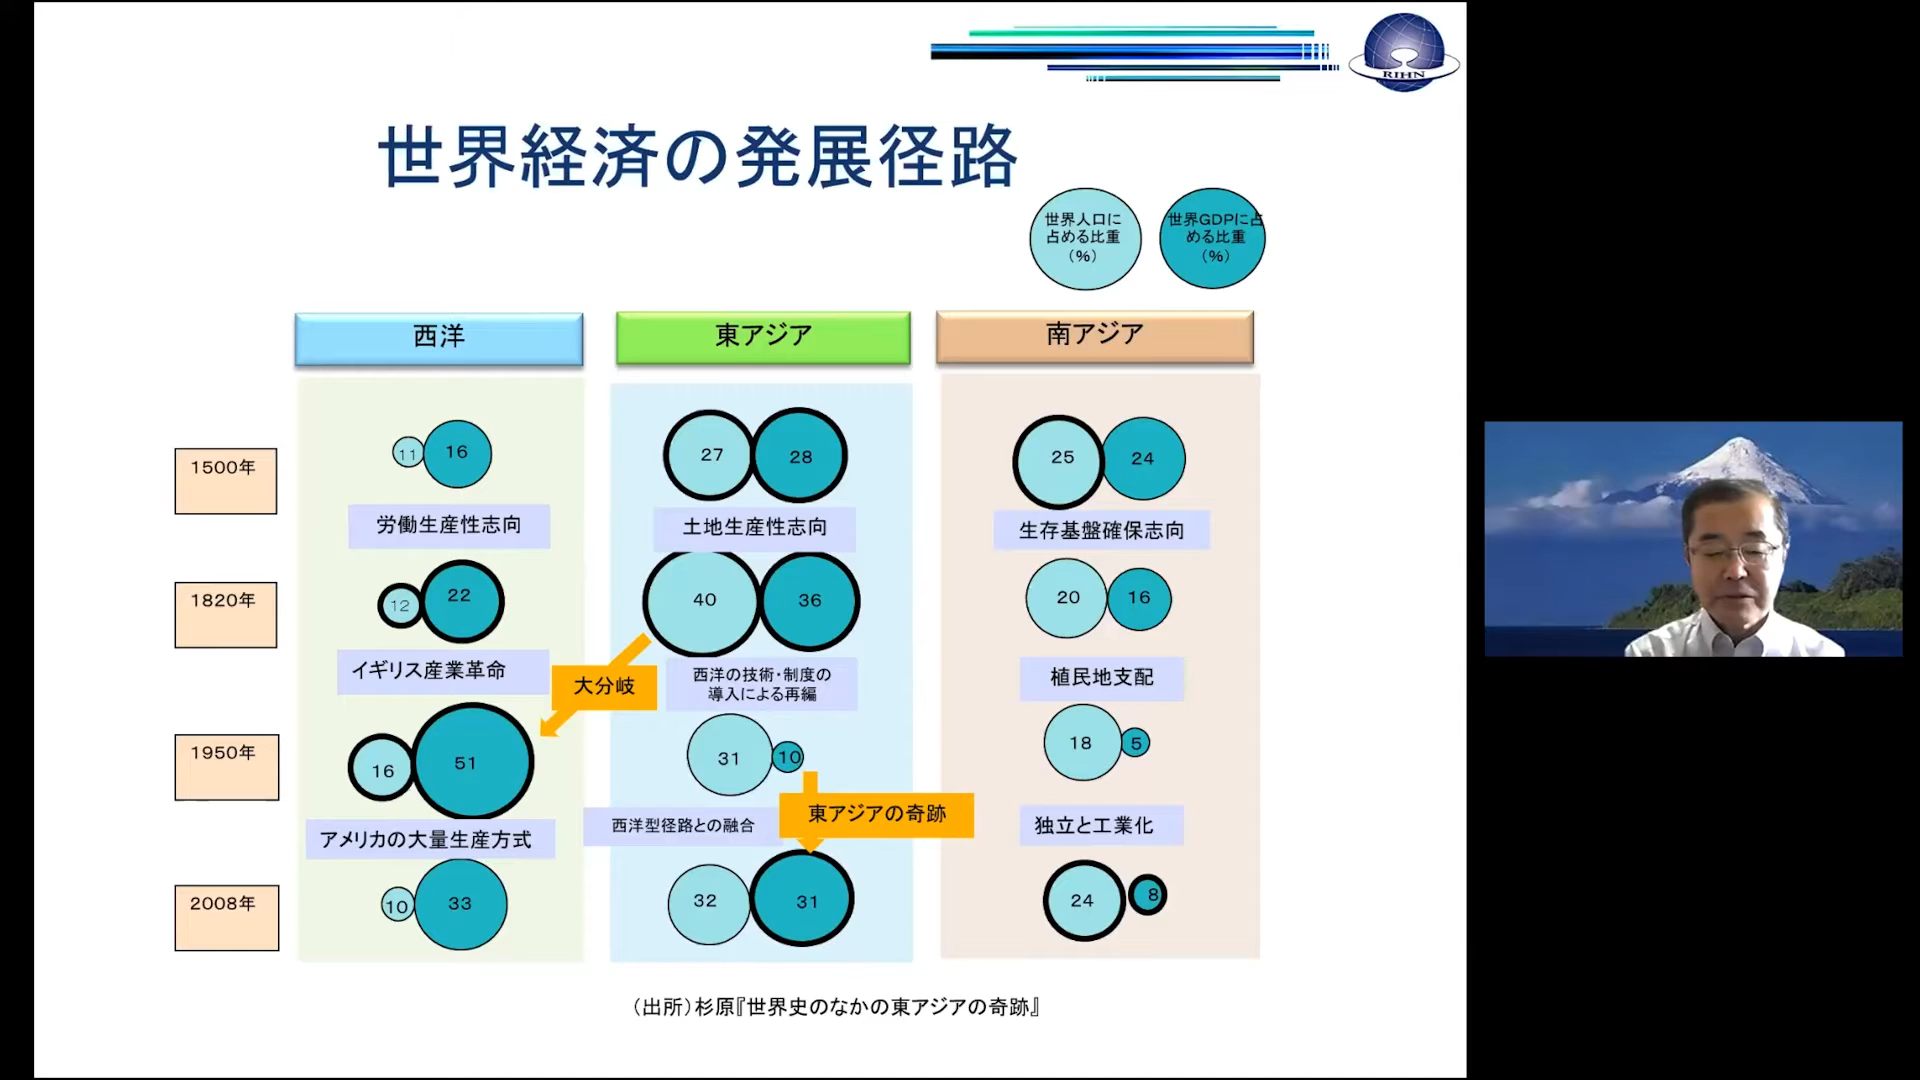 RIHN
世界経済の発展径路
世界人口に
占める比重
（％）
世界GDPに占
める比重
（％）
西洋
東アジア
南アジア
1500年
11
16
27
28
25
24
労働生産性志向
土地生産性志向
生存基盤確保志向
1820年
12
22
40
36
20
16
イギリス産業革命
大分岐
西洋の技術・制度の
導入による再編
植民地支配
1950年
16
51
31
10
18
5
アメリカの大量生産方式
西洋型径路との融合
東アジアの奇跡
独立と工業化
2008年
10
33
32
31
24
8
（出所）杉原『世界史のなかの東アジアの奇跡』